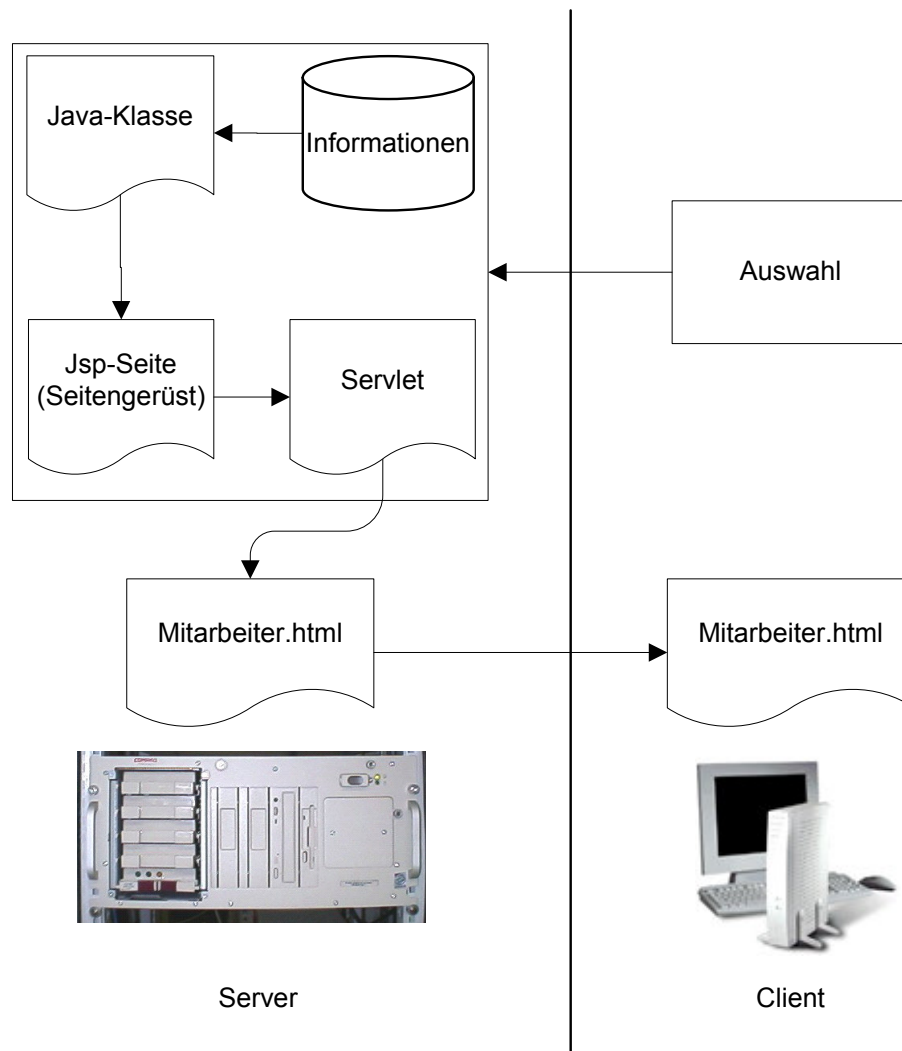 Java-Klasse
Informationen
Auswahl
Jsp-Seite
(Seitengerüst)
Servlet
Mitarbeiter.html
Mitarbeiter.html
Server
Client